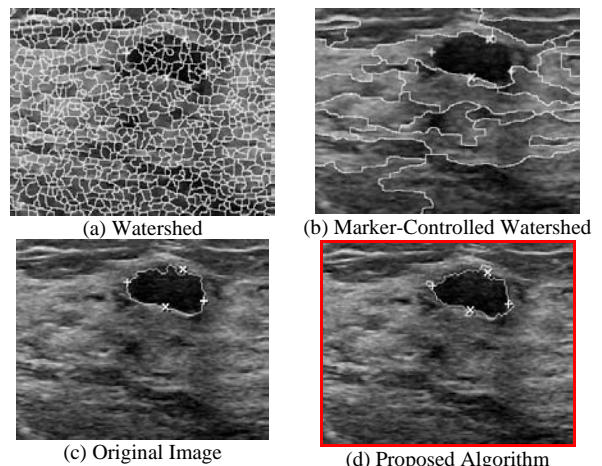 (a) Watershed
(b) Marker-Controlled Watershed
(c) Original Image
(d) Proposed Algorithm